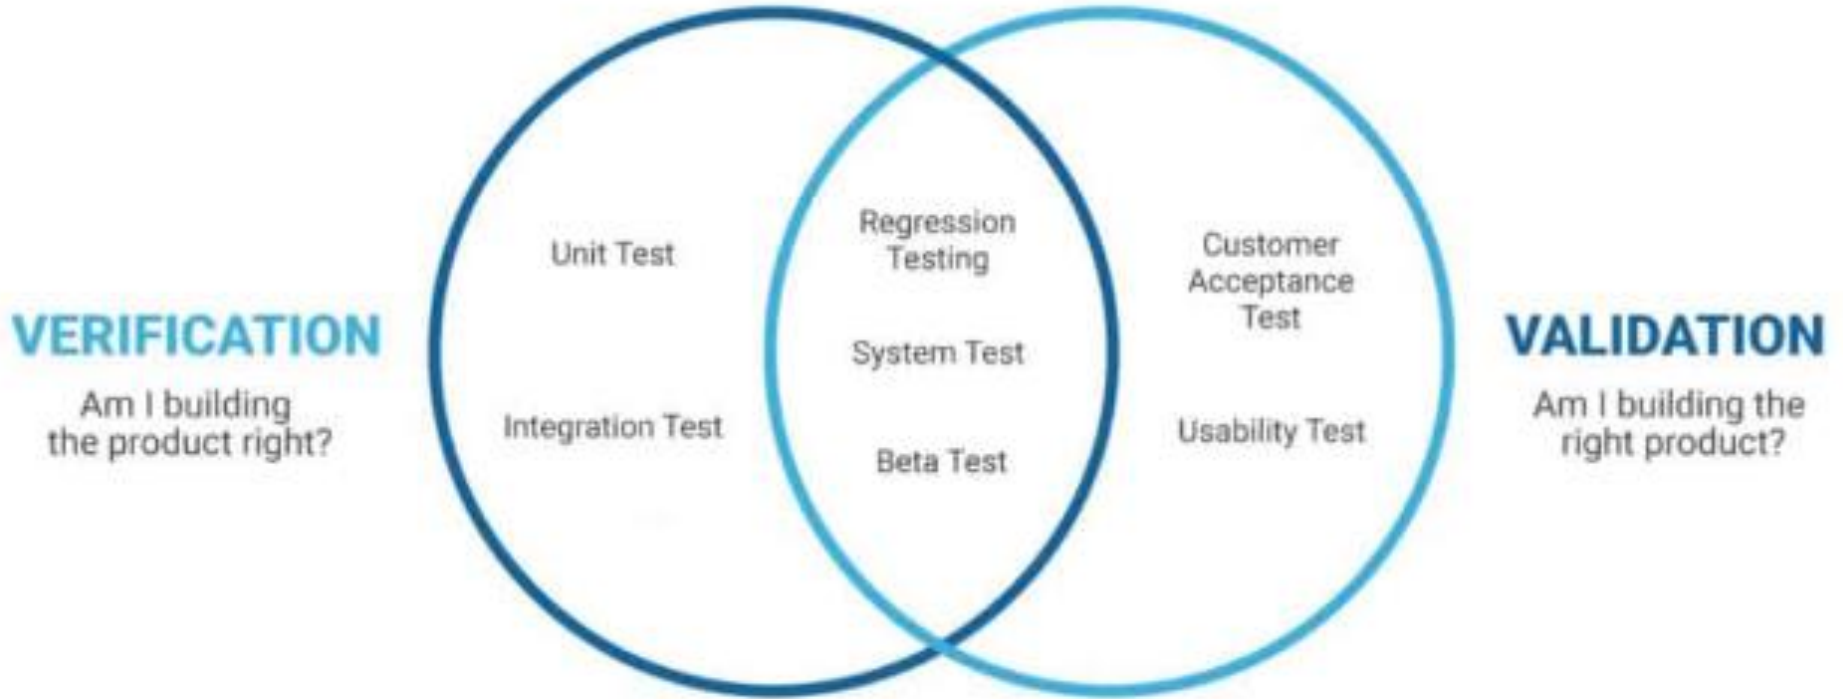 VERIFICATION
Am I building
the product right?
Unit Test
Integration Test
Regression
Testing
System Test
Beta Test
Customer
Acceptance
Test
Usability Test
VALIDATION
Am I building the
right product?